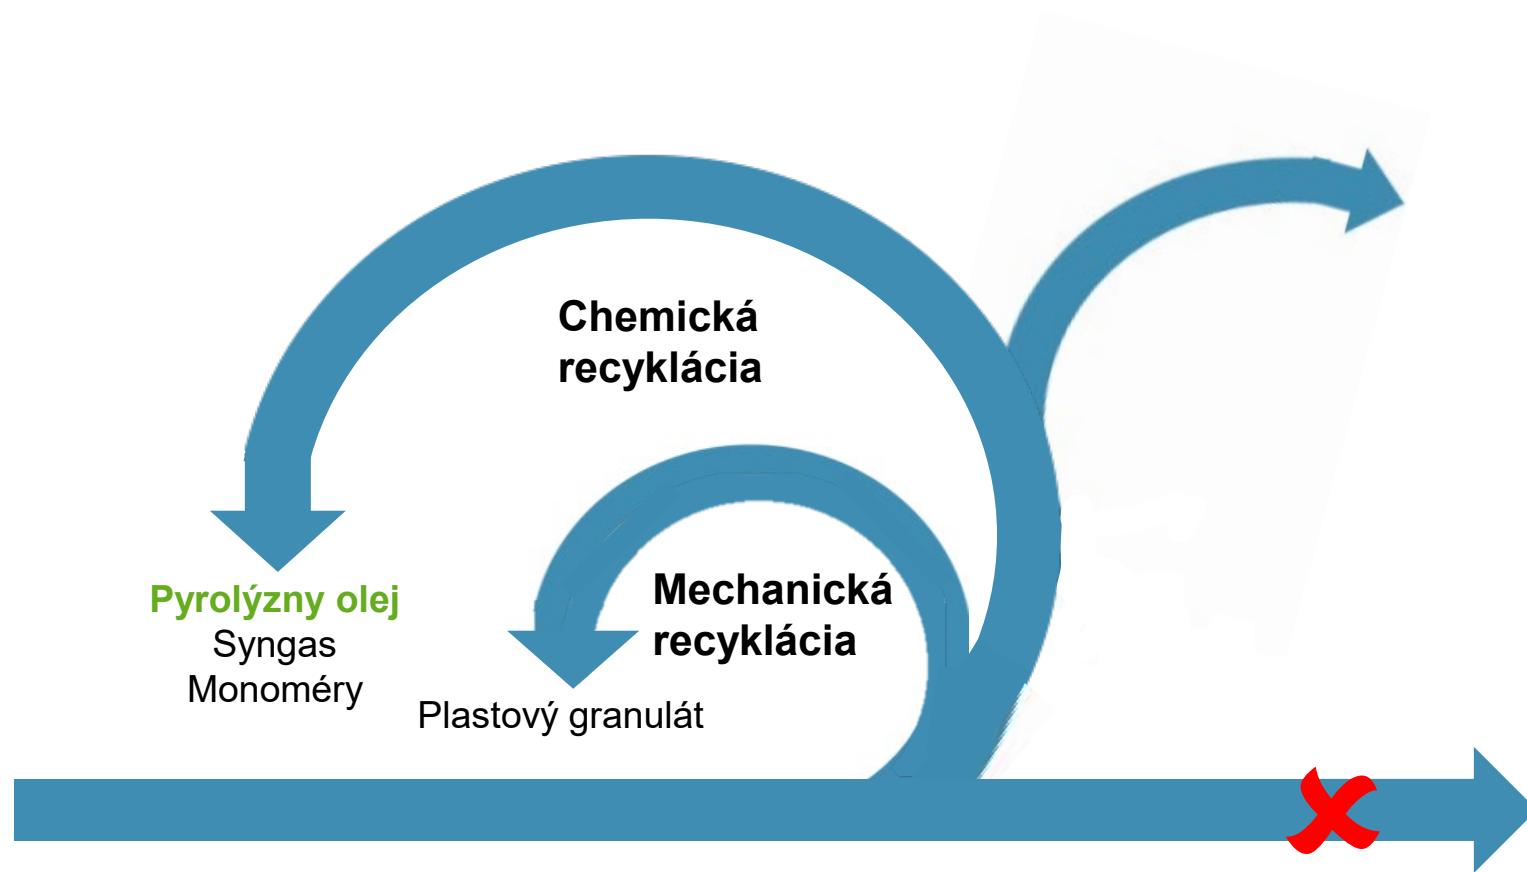 Chemická
recyklácia
Mechanická
recyklácia
Pyrolýzny olej
Syngas
Monoméry
Plastový granulát